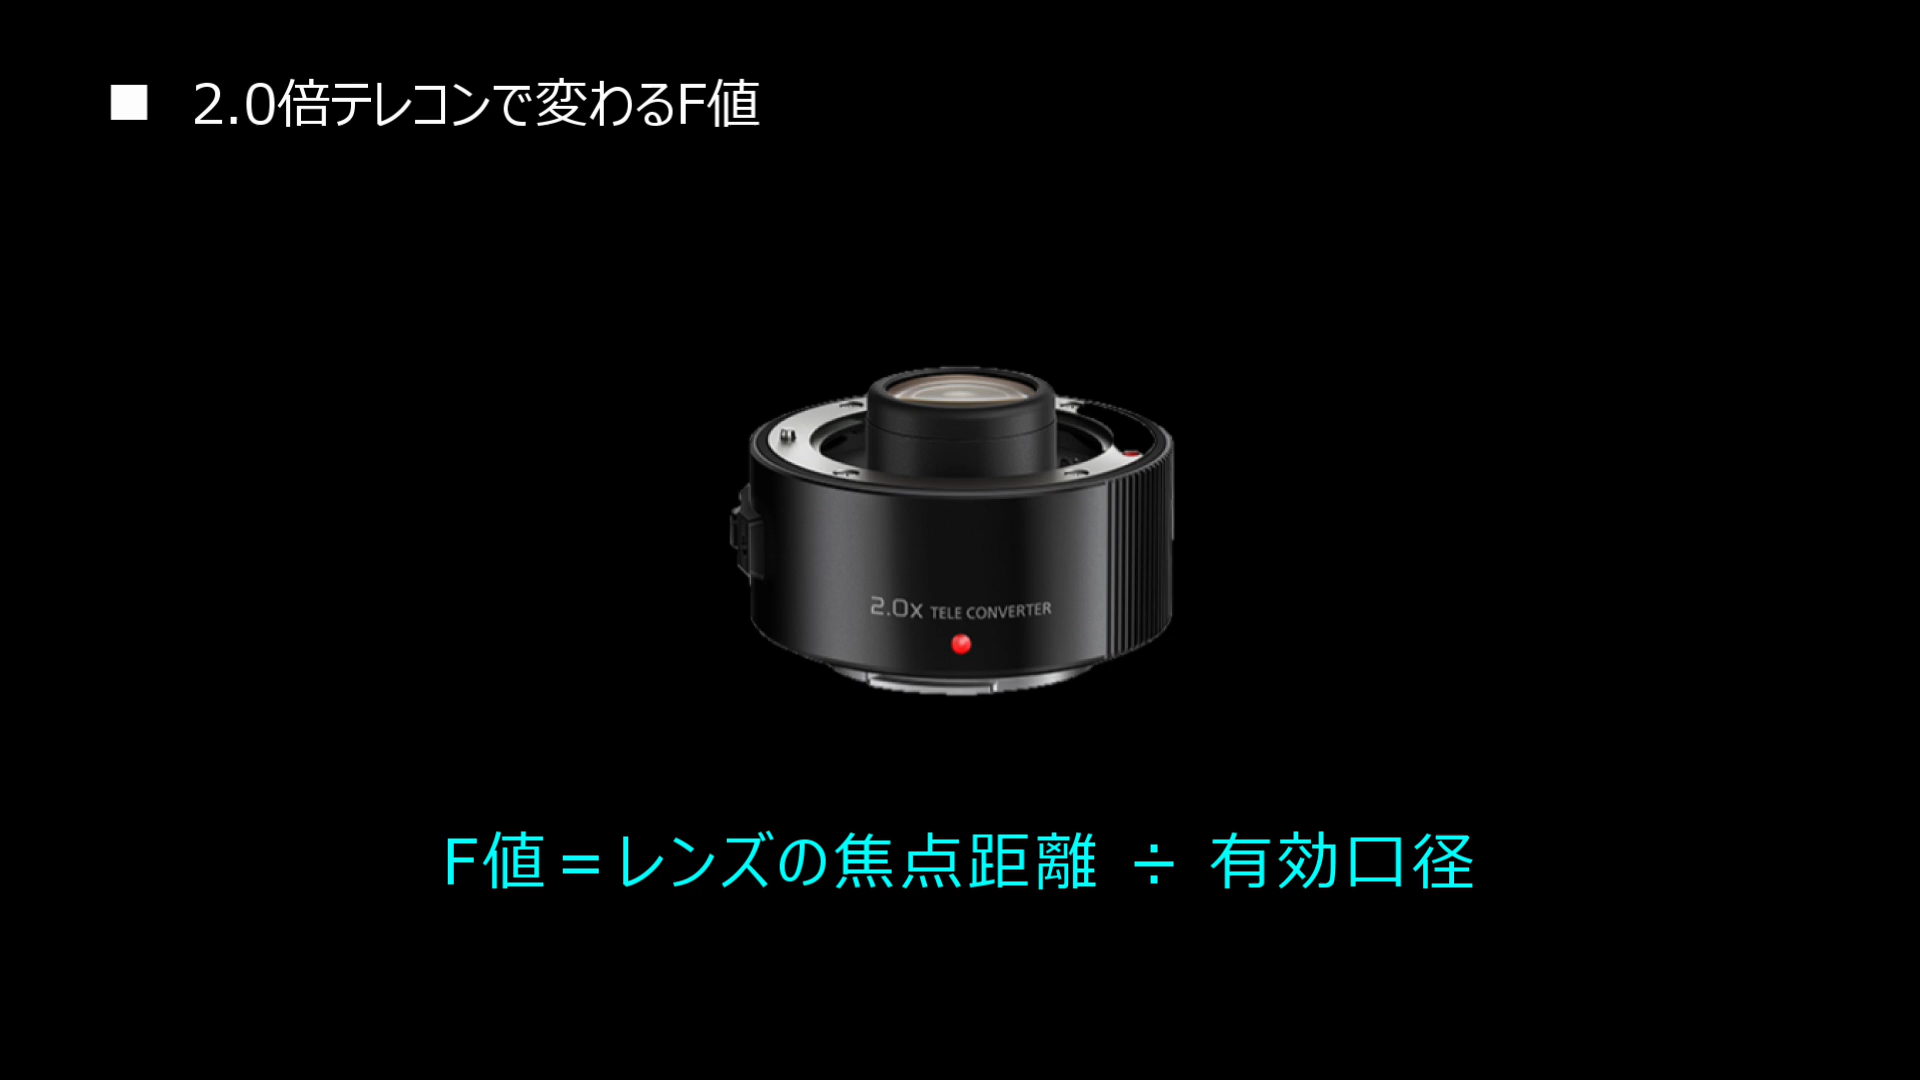 ■ 2.0倍テレコンで変わるF値
2.0x TELE CONVERTER
F値＝レンズの焦点距離 ÷ 有効口径